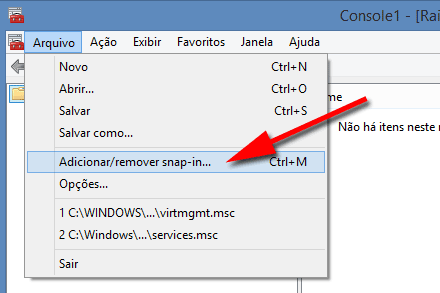 Console1 - [Rai
Arquivo Ação Exibir Favoritos Janela Ajuda
Novo Ctrl+N
Abrir... Ctrl+O
Salvar Ctrl+S
Salvar como...
Adicionar/remover snap-in... Ctrl+M
Opções...
1 C:\WINDOWS\...\virtmgmt.msc
2 C:\Windows\...\services.msc
Sair
me
Não há itens neste